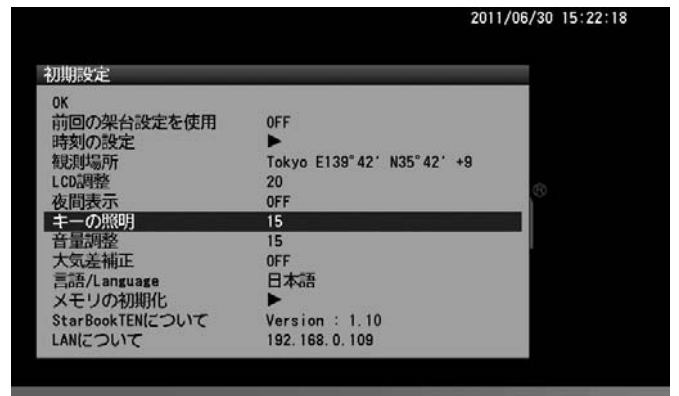 2011/06/30 15:22:18
初期設定
OK
前回の架台設定を使用 OFF
時刻の設定 ▶
観測場所 Tokyo E139°42′ N35°42′ +9
LCD調整 20
夜間表示 OFF
キーの照明 15
音量調整 15
大気差補正 OFF
言語/Language 日本語
メモリの初期化 ▶
StarBookTENについて Version : 1.10
LANについて 192.168.0.109
®